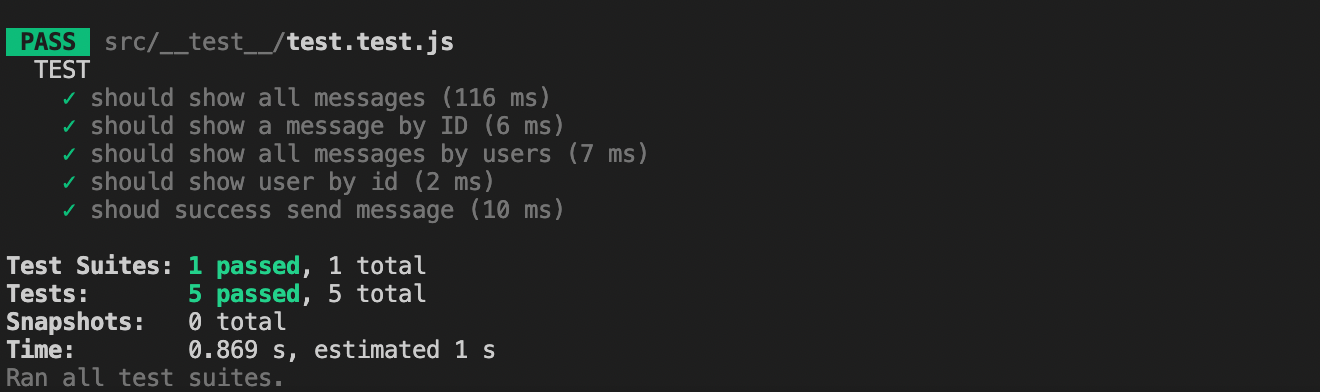 PASS src/__test__/test.test.js
TEST
✓ should show all messages (116 ms)
✓ should show a message by ID (6 ms)
✓ should show all messages by users (7 ms)
✓ should show user by id (2 ms)
✓ shoud success send message (10 ms)
Test Suites: 1 passed, 1 total
Tests: 5 passed, 5 total
Snapshots: 0 total
Time: 0.869 s, estimated 1 s
Ran all test suites.